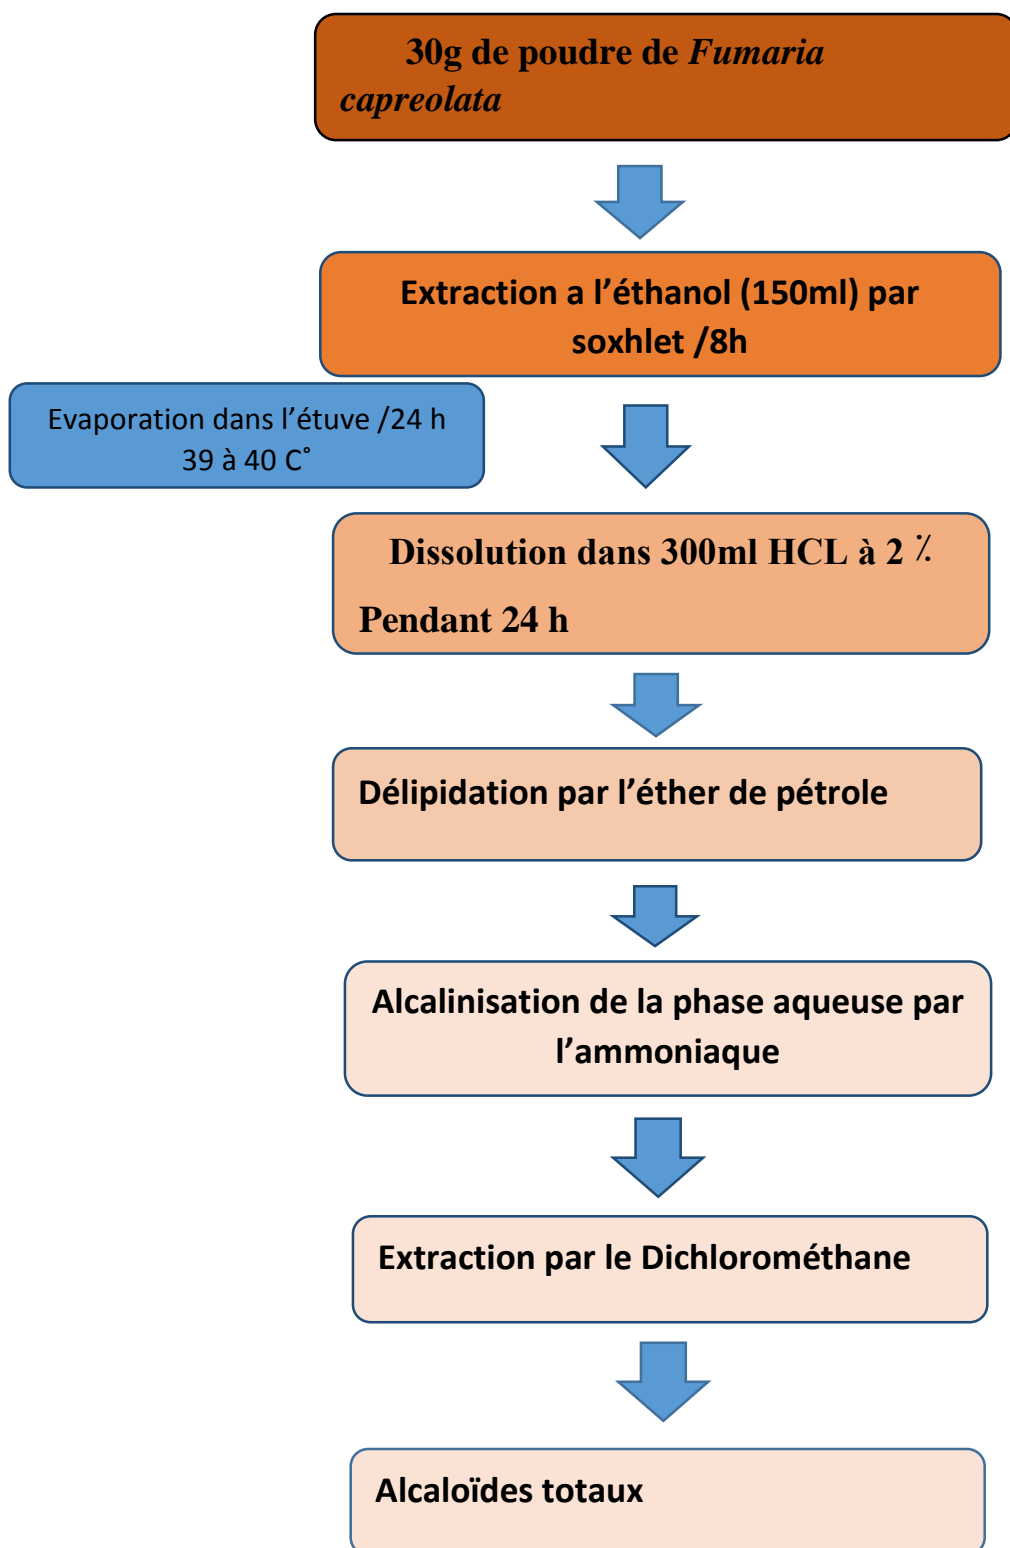 30g de poudre de Fumaria
capreolata
Extraction a l’éthanol (150ml) par
soxhlet /8h
Evaporation dans l’étuve /24 h
39 à 40 C°
Dissolution dans 300ml HCL à 2 ٪
Pendant 24 h
Délipidation par l’éther de pétrole
Alcalinisation de la phase aqueuse par
l’ammoniaque
Extraction par le Dichlorométhane
Alcaloïdes totaux